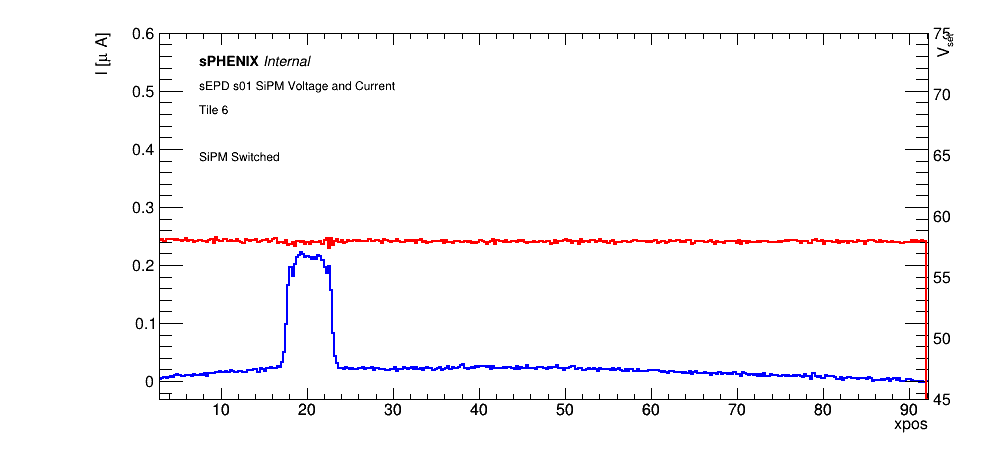 I [μ A]
V_set
sPHENIX Internal
sEPD s01 SiPM Voltage and Current
Tile 6
SiPM Switched
0.6
0.5
0.4
0.3
0.2
0.1
0
75
70
65
60
55
50
45
10 20 30 40 50 60 70 80 90
xpos